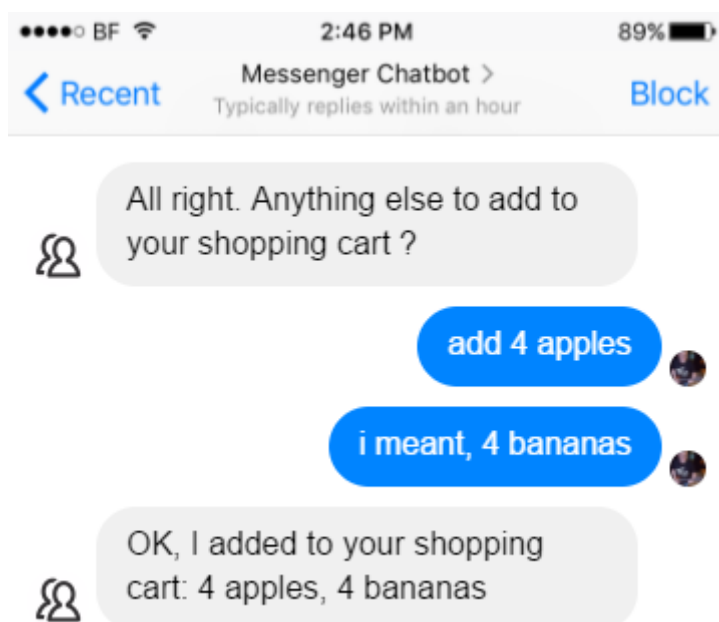 BF 2:46 PM 89%
Recent Messenger Chatbot > Block
Typically replies within an hour
All right. Anything else to add to
your shopping cart ?
add 4 apples
i meant, 4 bananas
OK, I added to your shopping
cart: 4 apples, 4 bananas